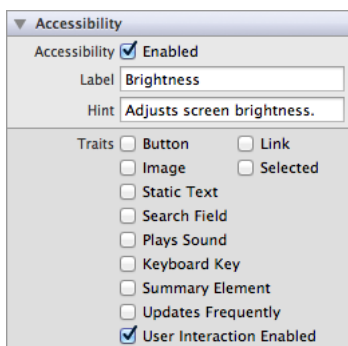 Accessibility
Accessibility Enabled
Label Brightness
Hint Adjusts screen brightness.
Traits Button Link
Image Selected
Static Text
Search Field
Plays Sound
Keyboard Key
Summary Element
Updates Frequently
User Interaction Enabled